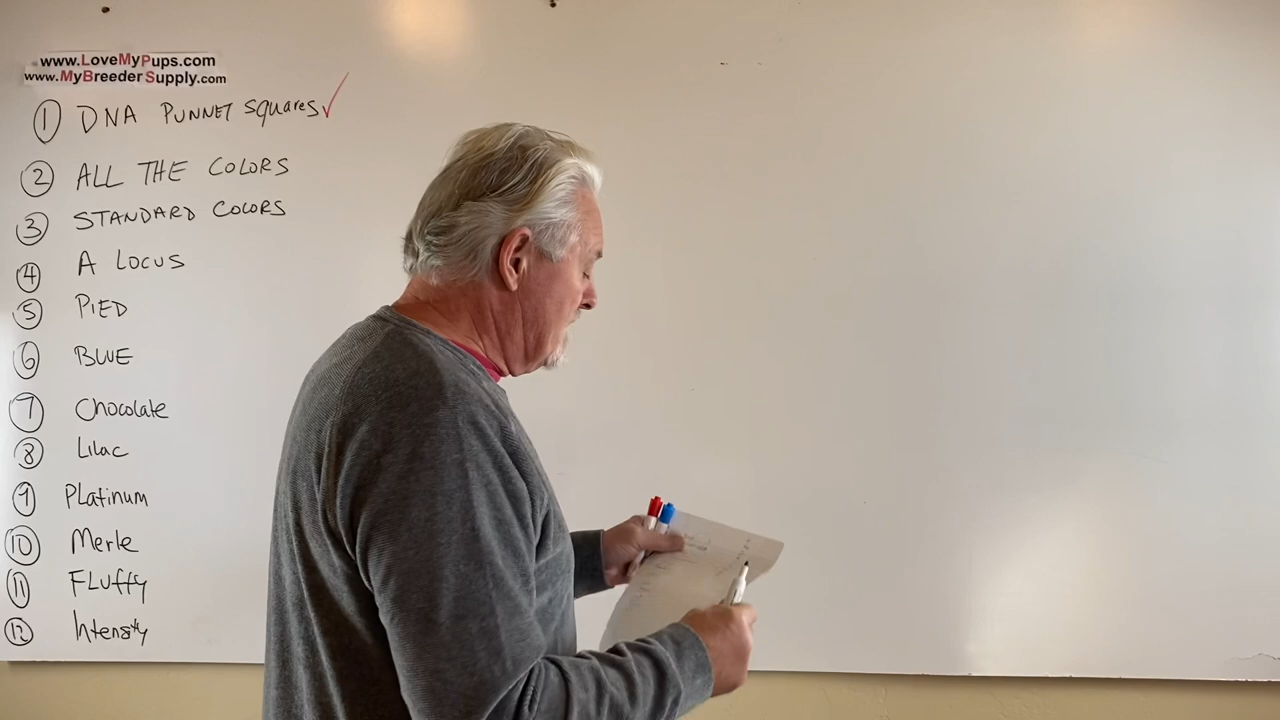 www.LoveMyPups.com
www.MyBreederSupply.com
① DNA PUNNET Squares ✓
② ALL THE COLORS
③ STANDARD COLORS
④ A LOCUS
⑤ PIED
⑥ BLUE
⑦ Chocolate
⑧ Lilac
⑨ Platinum
⑩ Merle
⑪ FLuffy
⑫ Intensity